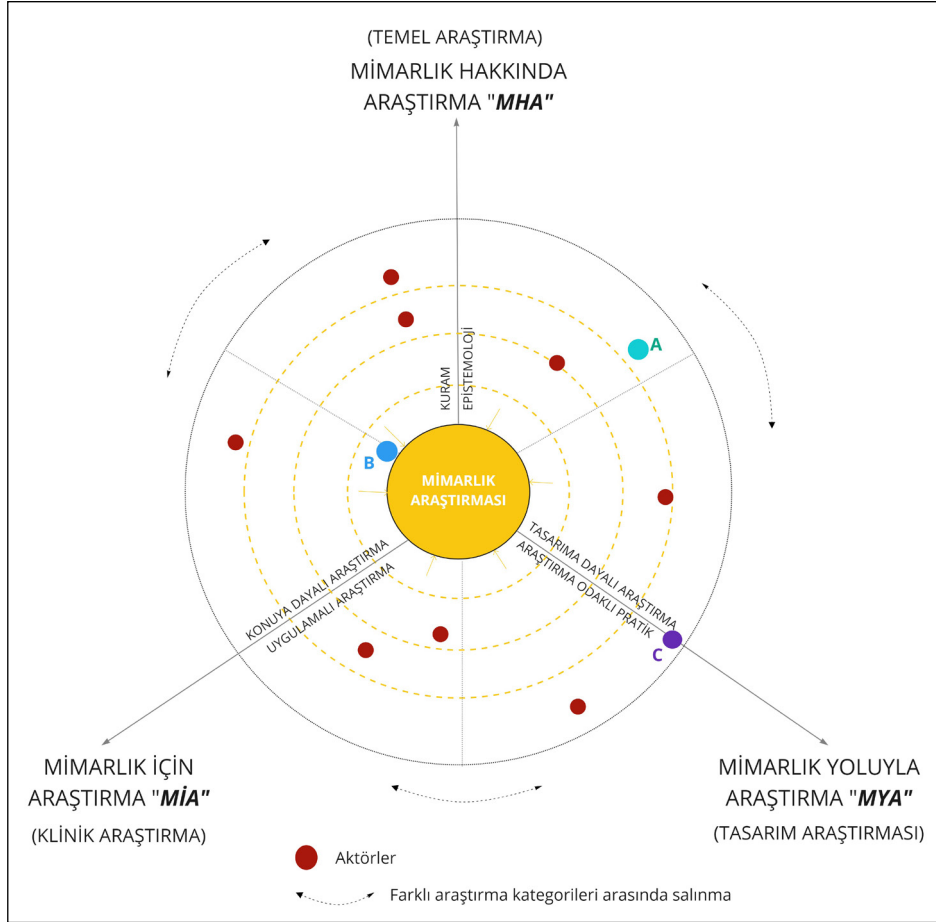 (TEMEL ARAŞTIRMA)
MİMARLIK HAKKINDA
ARAŞTIRMA "MHA"
KURAM
EPİSTEMOLOJİ
A
B
MİMARLIK
ARAŞTIRMASI
KONUYA DAYALI ARAŞTIRMA
UYGULAMALI ARAŞTIRMA
TASARIMA DAYALI ARAŞTIRMA
ARAŞTIRMA ODAKLI PRATİK
C
MİMARLIK İÇİN
ARAŞTIRMA "MİA"
(KLİNİK ARAŞTIRMA)
MİMARLIK YOLUYLA
ARAŞTIRMA "MYA"
(TASARIM ARAŞTIRMASI)
Aktörler
Farklı araştırma kategorileri arasında salınma